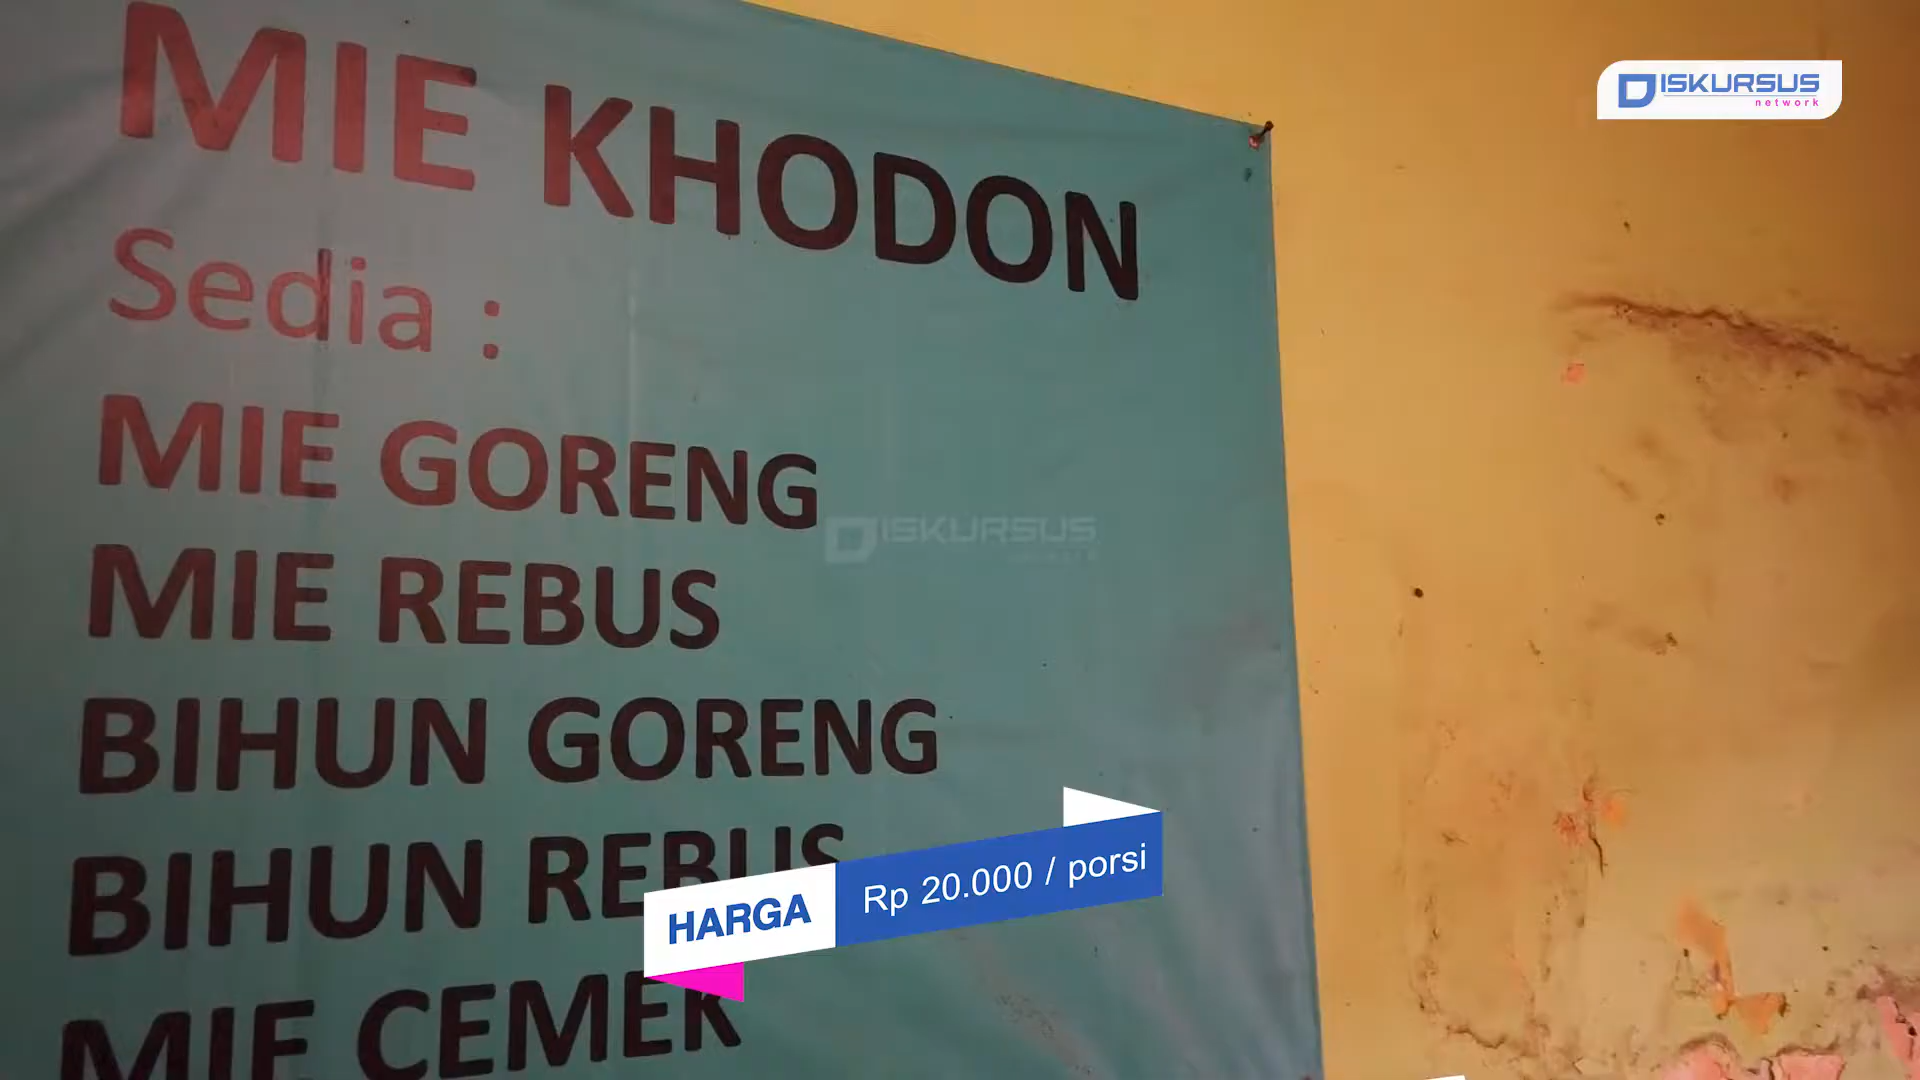 MIE KHODON
Sedia :
MIE GORENG
MIE REBUS
BIHUN GORENG
BIHUN REBUS
MIE CEMEK
HARGA Rp 20.000 / porsi
DISKURSUS
network
DISKURSUS